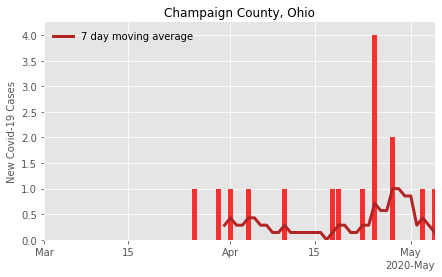 Champaign County, Ohio
7 day moving average
New Covid-19 Cases
4.0
3.5
3.0
2.5
2.0
1.5
1.0
0.5
0.0
Mar 15 Apr 15 May
2020-May